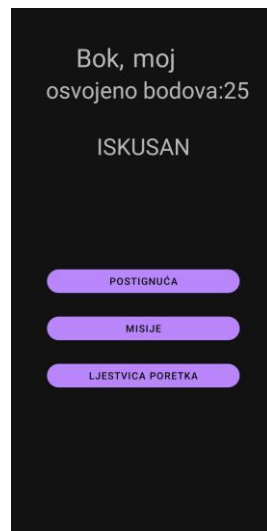 Bok, moj
osvojeno bodova:25
ISKUSAN
POSTIGNUĆA
MISIJE
LJESTVICA PORETKA